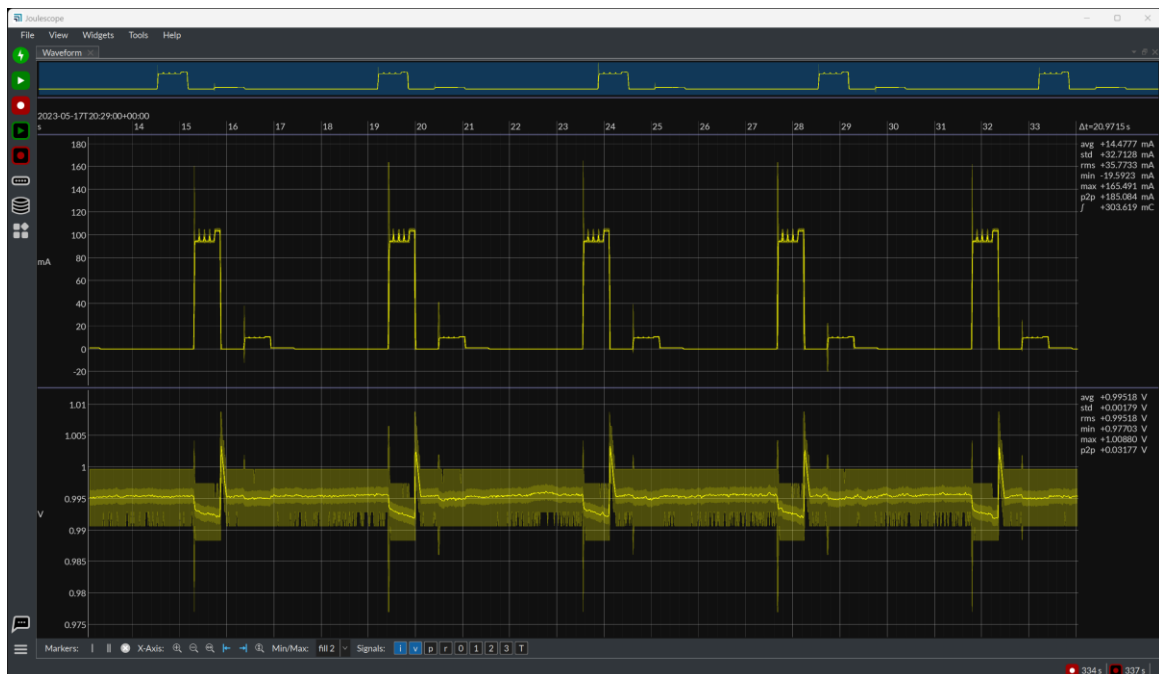 Joulescope
File View Widgets Tools Help
Waveform
2023-05-17T20:29:00+00:00
s 14 15 16 17 18 19 20 21 22 23 24 25 26 27 28 29 30 31 32 33 Δt=20.9715 s
180
160
140
120
100
mA 80
60
40
20
0
-20
avg +14.4777 mA
std +32.7128 mA
rms +35.7733 mA
min -19.5923 mA
max +165.491 mA
p2p +185.084 mA
∫ +303.619 mC
1.01
1.005
1
0.995
V
0.99
0.985
0.98
0.975
avg +0.99518 V
std +0.00179 V
rms +0.99518 V
min +0.97703 V
max +1.00880 V
p2p +0.03177 V
Markers: X-Axis: Min/Max: fill 2 Signals: i v p r 0 1 2 3 T
334 s 337 s